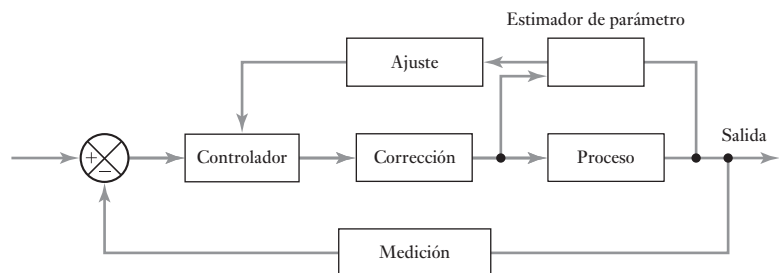 Estimador de parámetro
Ajuste
Salida
+
−
Controlador
Corrección
Proceso
Medición